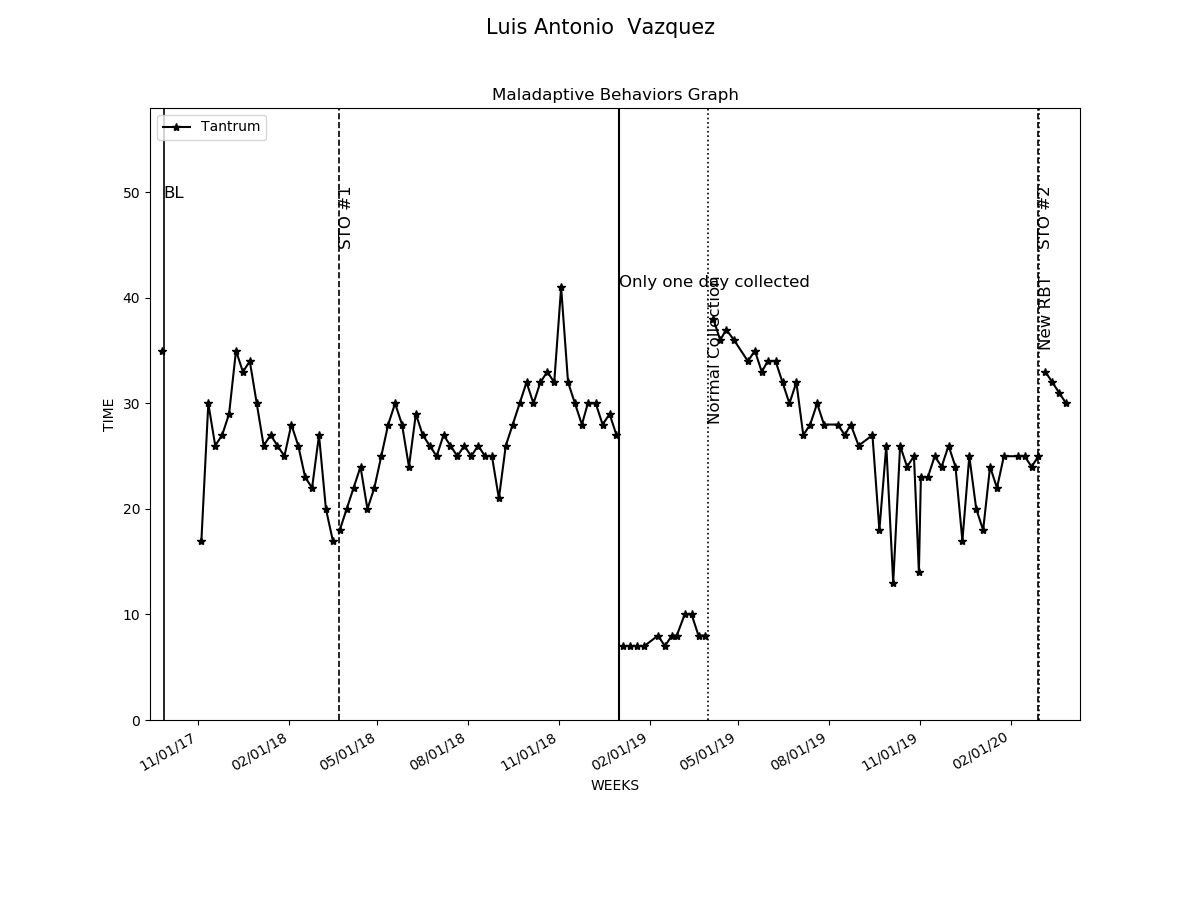 Luis Antonio  Vazquez
Maladaptive Behaviors Graph
Tantrum
BL
STO #1
Only one day collected
Normal Collection
STO #2
New RBT
TIME
50
40
30
20
10
0
11/01/17
02/01/18
05/01/18
08/01/18
11/01/18
02/01/19
05/01/19
08/01/19
11/01/19
02/01/20
WEEKS